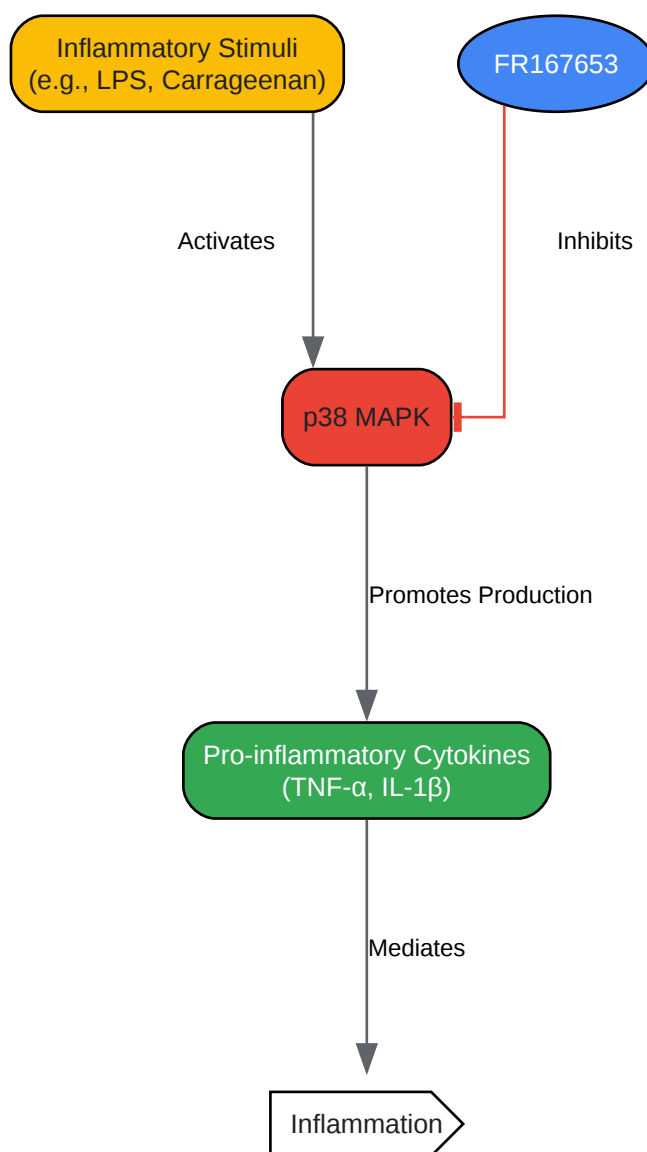 Inflammatory Stimuli
(e.g., LPS, Carrageenan)
FR167653
Activates
Inhibits
p38 MAPK
Promotes Production
Pro-inflammatory Cytokines
(TNF-α, IL-1β)
Mediates
Inflammation